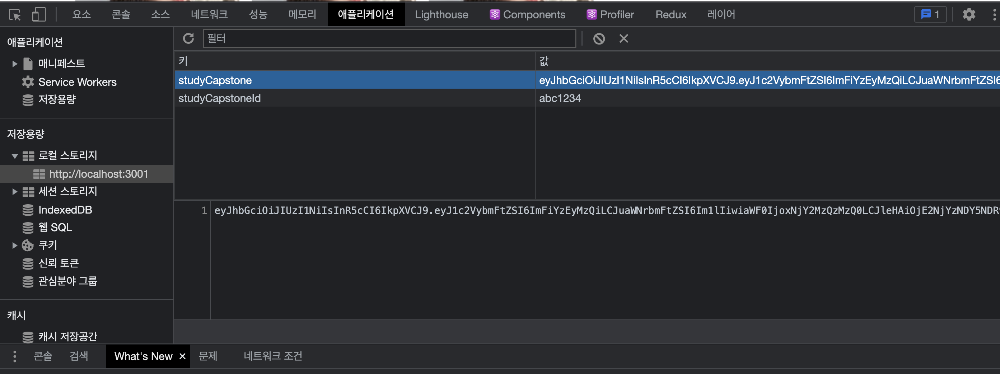 요소 콘솔 소스 네트워크 성능 메모리 애플리케이션 Lighthouse Components Profiler Redux 레이어 1
애플리케이션
매니페스트
Service Workers
저장용량
저장용량
로컬 스토리지
http://localhost:3001
세션 스토리지
IndexedDB
웹 SQL
쿠키
신뢰 토큰
관심분야 그룹
캐시
캐시 저장공간
필터
키 값
studyCapstone eyJhbGciOiJIUzI1NiIsInR5cCI6IkpXVCJ9.eyJ1c2VybmFtZSI6ImFiYzEyMzQiLCJuaWNrbmFtZSI6
studyCapstoneId abc1234
1 eyJhbGciOiJIUzI1NiIsInR5cCI6IkpXVCJ9.eyJ1c2VybmFtZSI6ImFiYzEyMzQiLCJuaWNrbmFtZSI6Im1lIiwiaWF0IjoxNjY2MzQzMzQ0LCJleHAiOjE2NjYzNDY5NDR9
콘솔 검색 What's New 문제 네트워크 조건